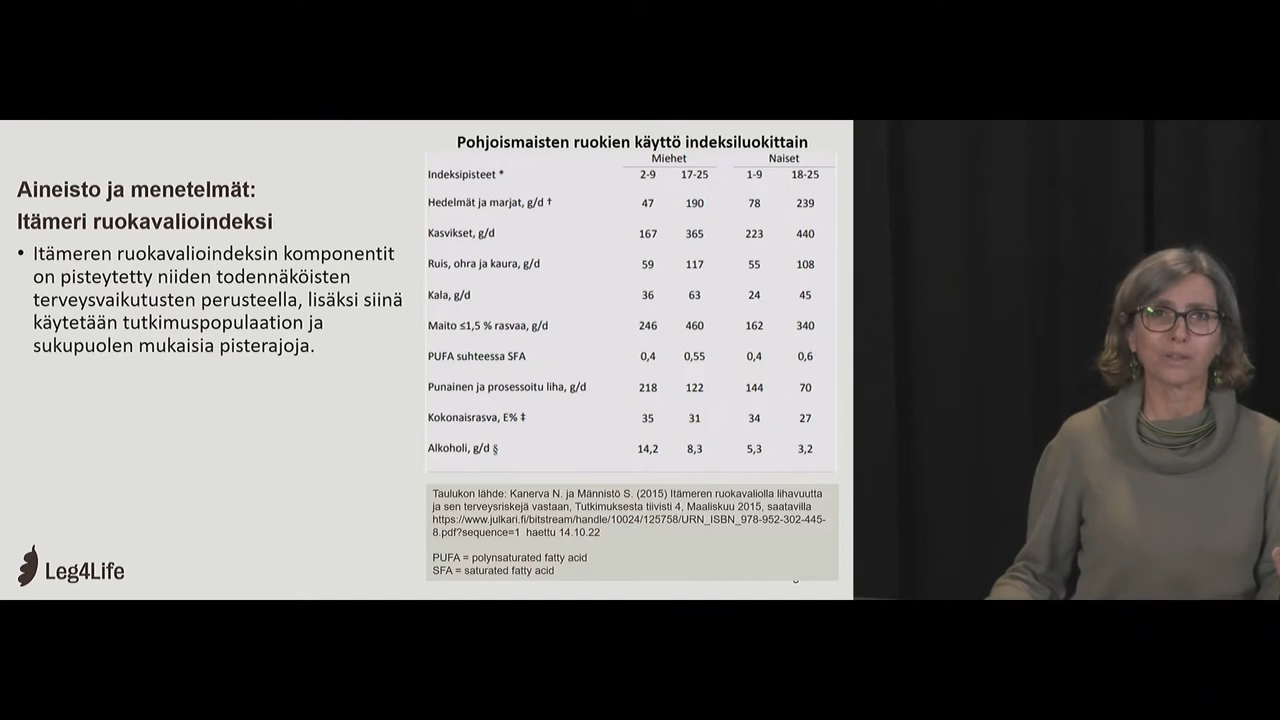 Aineisto ja menetelmät:
Itämeri ruokavalioindeksi
• Itämeren ruokavalioindeksin komponentit
on pisteytetty niiden todennäköisten
terveysvaikutusten perusteella, lisäksi siinä
käytetään tutkimuspopulaation ja
sukupuolen mukaisia pisterajoja.
Leg4Life
Pohjoismaisten ruokien käyttö indeksiluokittain
Miehet Naiset
Indeksipisteet * 2-9 17-25 1-9 18-25
Hedelmät ja marjat, g/d † 47 190 78 239
Kasvikset, g/d 167 365 223 440
Ruis, ohra ja kaura, g/d 59 117 55 108
Kala, g/d 36 63 24 45
Maito ≤1,5 % rasvaa, g/d 246 460 162 340
PUFA suhteessa SFA 0,4 0,55 0,4 0,6
Punainen ja prosessoitu liha, g/d 218 122 144 70
Kokonaisrasva, E% ‡ 35 31 34 27
Alkoholi, g/d § 14,2 8,3 5,3 3,2
Taulukon lähde: Kanerva N. ja Männistö S. (2015) Itämeren ruokavaliolla lihavuutta
ja sen terveysriskejä vastaan, Tutkimuksesta tiivisti 4, Maaliskuu 2015, saatavilla
https://www.julkari.fi/bitstream/handle/10024/125758/URN_ISBN_978-952-302-445-
8.pdf?sequence=1 haettu 14.10.22
PUFA = polynsaturated fatty acid
SFA = saturated fatty acid